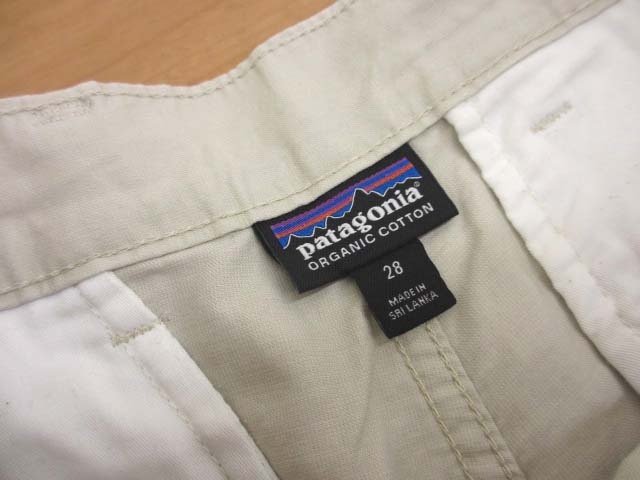 patagonia
ORGANIC COTTON
28
MADE IN
SRI LANKA